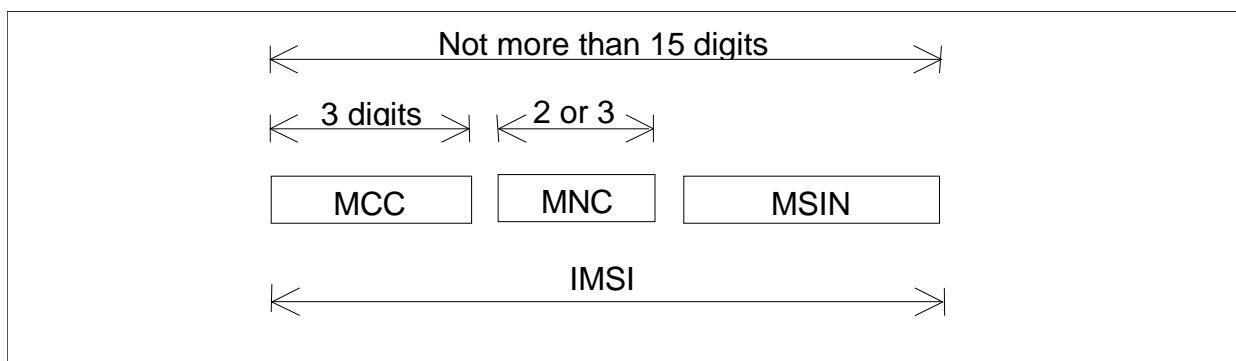 Not more than 15 digits
3 digits 2 or 3
MCC MNC MSIN
IMSI